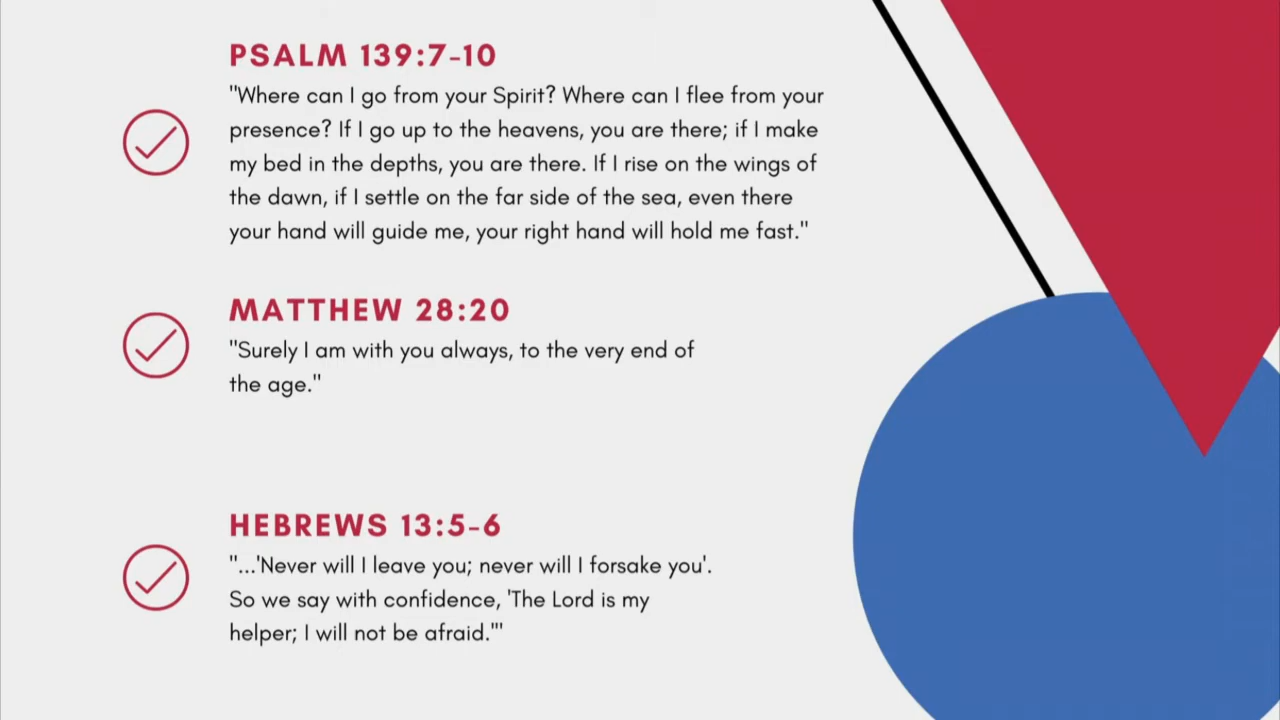 PSALM 139:7-10
"Where can I go from your Spirit? Where can I flee from your
presence? If I go up to the heavens, you are there; if I make
my bed in the depths, you are there. If I rise on the wings of
the dawn, if I settle on the far side of the sea, even there
your hand will guide me, your right hand will hold me fast."
MATTHEW 28:20
"Surely I am with you always, to the very end of
the age."
HEBREWS 13:5-6
"...'Never will I leave you; never will I forsake you'.
So we say with confidence, 'The Lord is my
helper; I will not be afraid.'"